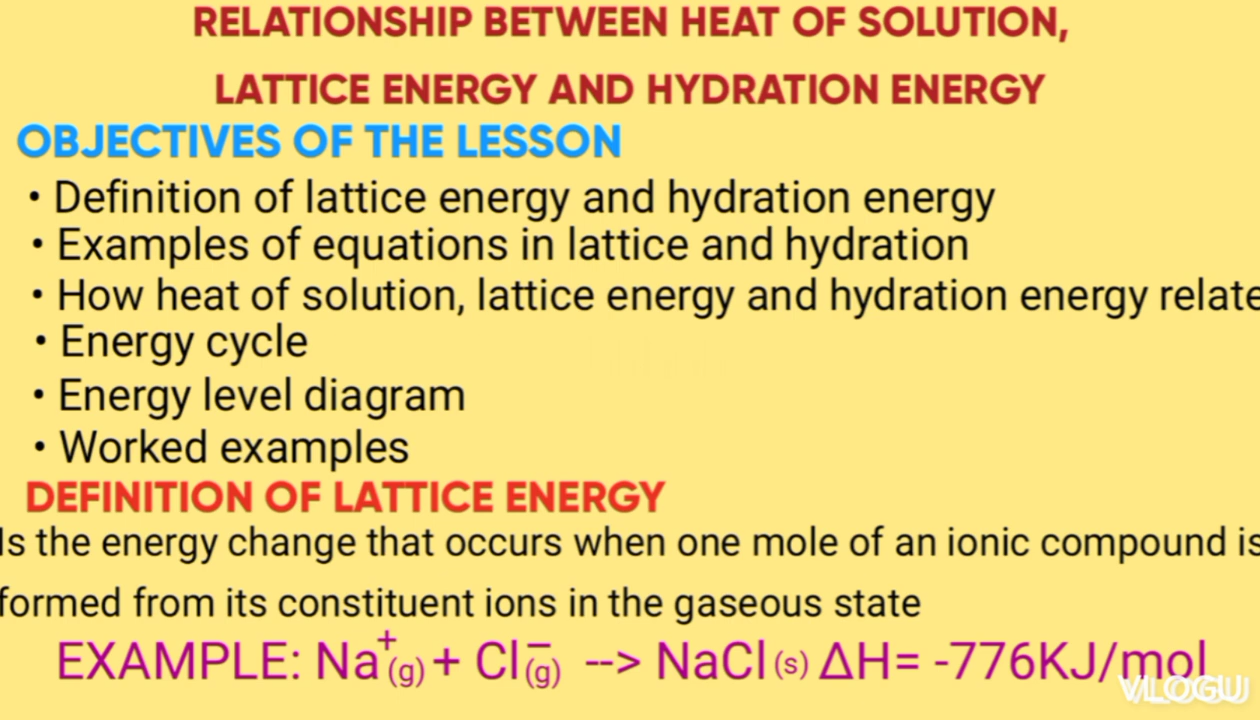 RELATIONSHIP BETWEEN HEAT OF SOLUTION,
LATTICE ENERGY AND HYDRATION ENERGY
OBJECTIVES OF THE LESSON
• Definition of lattice energy and hydration energy
• Examples of equations in lattice and hydration
• How heat of solution, lattice energy and hydration energy relate
• Energy cycle
• Energy level diagram
• Worked examples
DEFINITION OF LATTICE ENERGY
Is the energy change that occurs when one mole of an ionic compound is
formed from its constituent ions in the gaseous state
EXAMPLE: Na⁺(g) + Cl⁻(g) --> NaCl(s) ΔH= -776KJ/mol
VLOGU